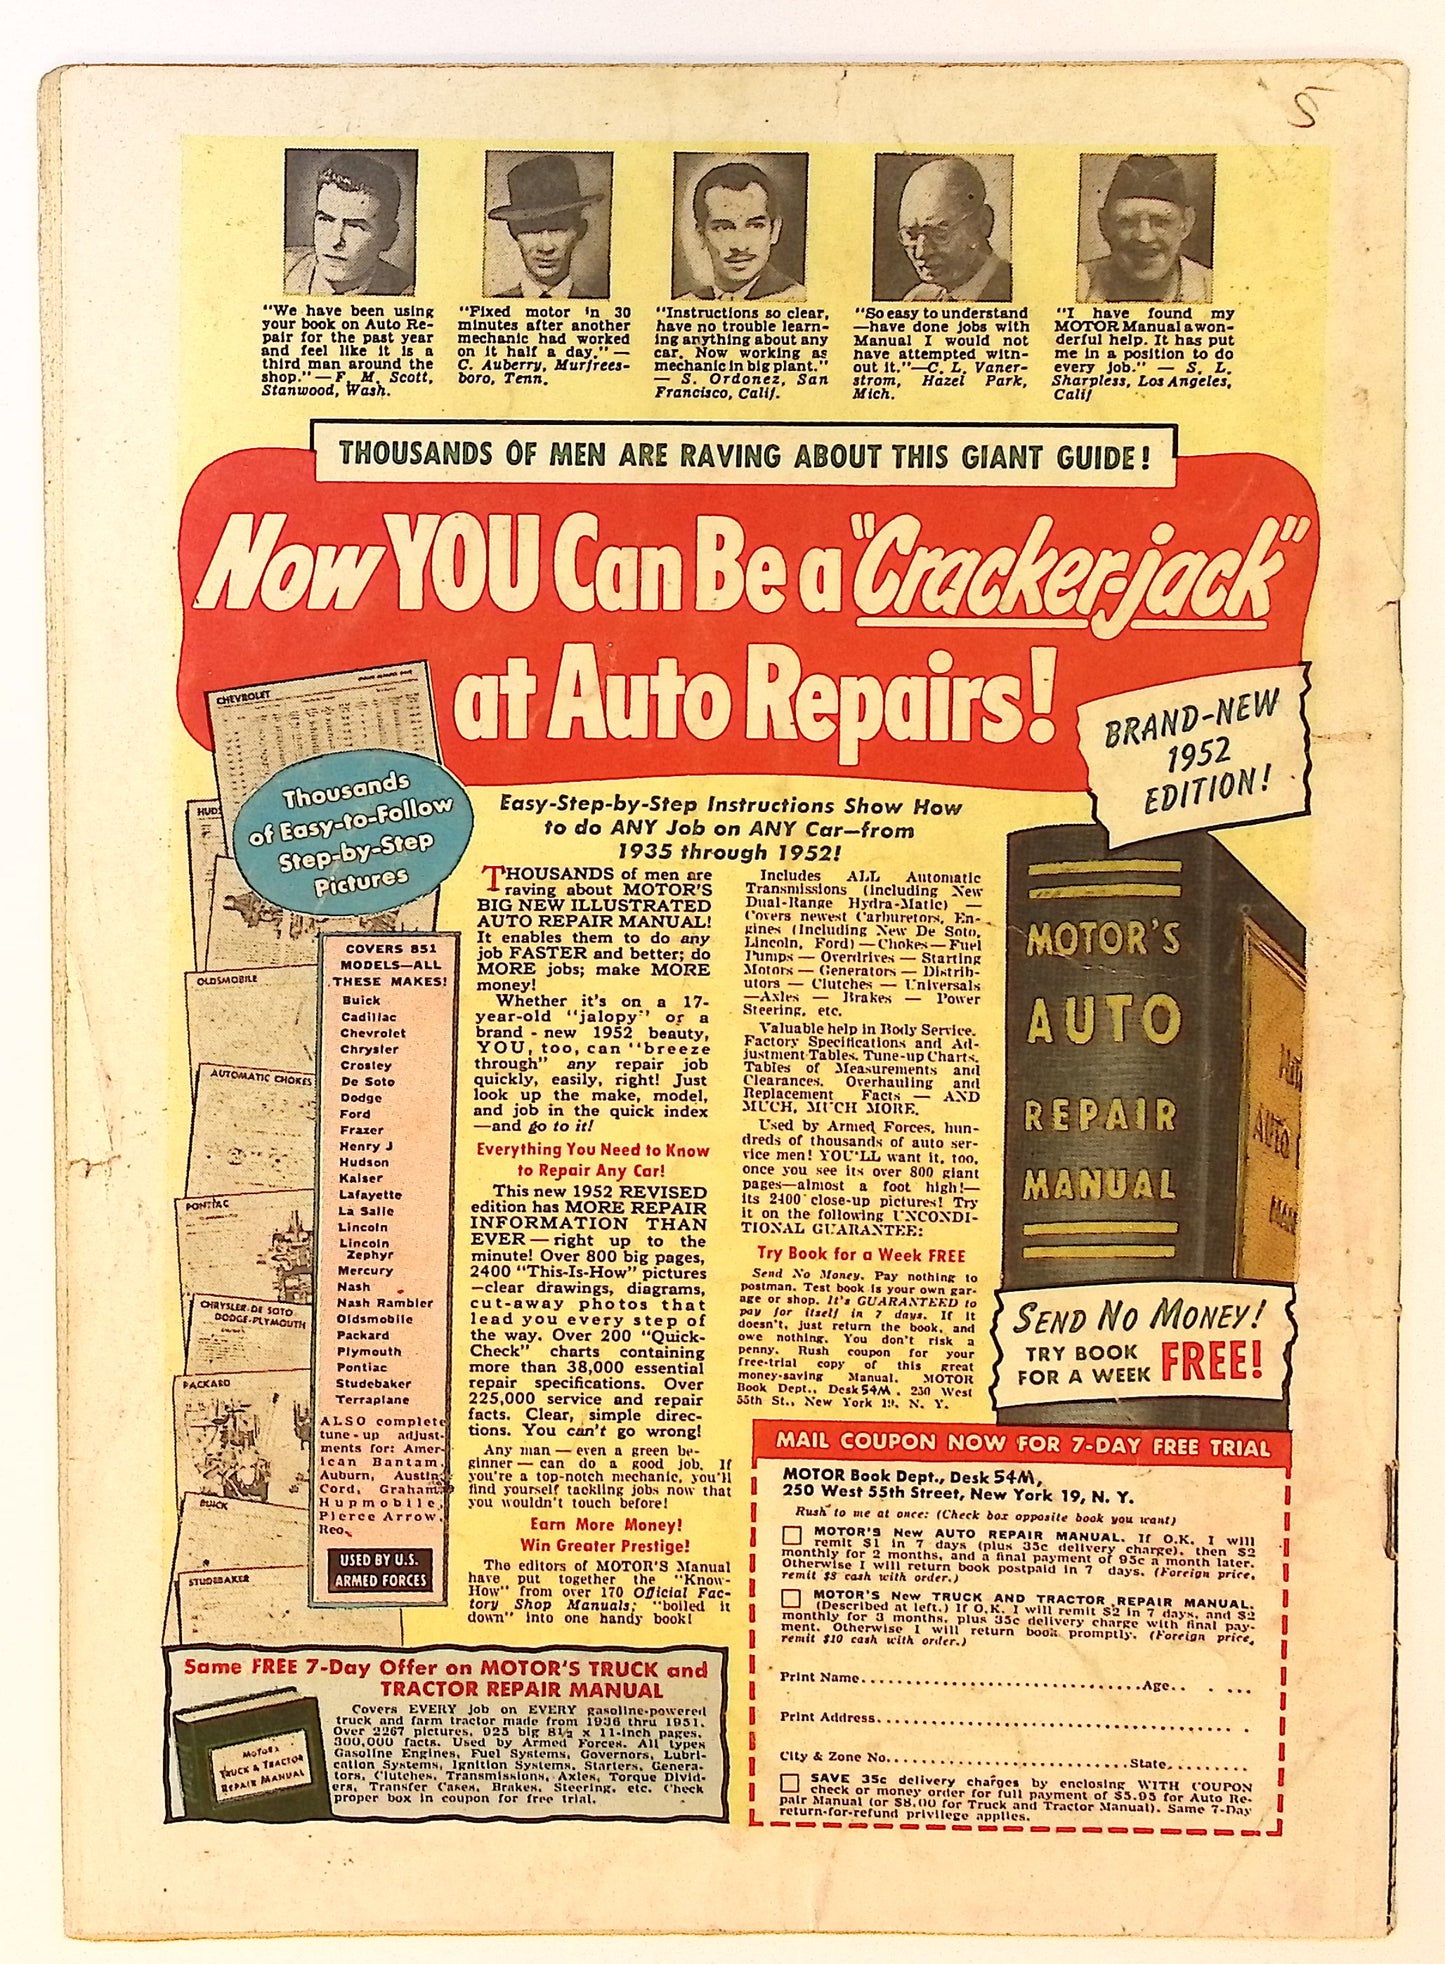 5
"We have been using
your book on Auto Re-
pair for the past year
and feel like it is a
third man around the
shop."—F. M. Scott,
Stanwood, Wash.
"Fixed motor in 30
minutes after another
mechanic had worked
on it half a day."—
C. Auberry, Murfrees-
boro, Tenn.
"Instructions so clear,
have no trouble learn-
ing anything about any
car. Now working as
mechanic in big plant."
— S. Ordonez, San
Francisco, Calif.
"So easy to understand
—have done jobs with
Manual I would not
have attempted with-
out it."—C. L. Vaner-
strom, Hazel Park,
Mich.
"I have found my
MOTOR Manual a won-
derful help. It has put
me in a position to do
every job." — S. L.
Sharpless, Los Angeles,
Calif
THOUSANDS OF MEN ARE RAVING ABOUT THIS GIANT GUIDE!
Now YOU Can Be a "Cracker-jack"
at Auto Repairs!
BRAND-NEW
1952
EDITION!
CHEVROLET
Thousands
of Easy-to-Follow
Step-by-Step
Pictures
OLDSMOBILE
AUTOMATIC CHOKES
PONTIAC
CHRYSLER-DE SOTO
DODGE-PLYMOUTH
PACKARD
BUICK
STUDEBAKER
COVERS 851
MODELS—ALL
THESE MAKES!
Buick
Cadillac
Chevrolet
Chrysler
Crosley
De Soto
Dodge
Ford
Frazer
Henry J
Hudson
Kaiser
Lafayette
La Salle
Lincoln
Lincoln
Zephyr
Mercury
Nash
Nash Rambler
Oldsmobile
Packard
Plymouth
Pontiac
Studebaker
Terraplane
ALSO complete
tune-up adjust-
ments for: Amer-
ican Bantam,
Auburn, Austin,
Cord, Graham,
Hupmobile,
Pierce Arrow,
Reo.
USED BY U.S.
ARMED FORCES
Easy-Step-by-Step Instructions Show How
to do ANY Job on ANY Car—from
1935 through 1952!
THOUSANDS of men are
raving about MOTOR'S
BIG NEW ILLUSTRATED
AUTO REPAIR MANUAL!
It enables them to do any
job FASTER and better; do
MORE jobs; make MORE
money!
Whether it's on a 17-
year-old "jalopy" or a
brand-new 1952 beauty,
YOU, too, can "breeze
through" any repair job
quickly, easily, right! Just
look up the make, model,
and job in the quick index
—and go to it!
Everything You Need to Know
to Repair Any Car!
This new 1952 REVISED
edition has MORE REPAIR
INFORMATION THAN
EVER—right up to the
minute! Over 800 big pages,
2400 "This-Is-How" pictures
—clear drawings, diagrams,
cut-away photos that
lead you every step of
the way. Over 200 "Quick-
Check" charts containing
more than 38,000 essential
repair specifications. Over
225,000 service and repair
facts. Clear, simple direc-
tions. You can't go wrong!
Any man—even a green be-
ginner—can do a good job. If
you're a top-notch mechanic, you'll
find yourself tackling jobs now that
you wouldn't touch before!
Earn More Money!
Win Greater Prestige!
The editors of MOTOR'S Manual
have put together the "Know-
How" from over 170 Official Fac-
tory Shop Manuals; "boiled it
down" into one handy book!
Includes ALL Automatic
Transmissions (Including New
Dual-Range Hydra-Matic) —
Covers newest Carburetors, En-
gines (Including New De Soto,
Lincoln, Ford)—Chokes—Fuel
Pumps — Overdrives — Starting
Motors — Generators — Distrib-
utors — Clutches — Universals
—Axles — Brakes — Power
Steering, etc.
Valuable help in Body Service,
Factory Specifications and Ad-
justment Tables, Tune-up Charts,
Tables of Measurements and
Clearances, Overhauling and
Replacement Facts — AND
MUCH, MUCH MORE.
Used by Armed Forces, hun-
dreds of thousands of auto ser-
vice men! YOU'LL want it, too,
once you see its over 800 giant
pages—almost a foot high!—
its 2400 close-up pictures! Try
it on the following UNCONDI-
TIONAL GUARANTEE:
Try Book for a Week FREE
Send No Money. Pay nothing to
postman. Test book is your own gar-
age or shop. It's GUARANTEED to
pay for itself in 7 days. If it
doesn't, just return the book, and
owe nothing. You don't risk a
penny. Rush coupon for your
free-trial copy of this great
money-saving Manual. MOTOR
Book Dept., Desk 54M, 250 West
55th St., New York 19, N. Y.
MOTOR'S
AUTO
REPAIR
MANUAL
SEND NO MONEY!
TRY BOOK
FOR A WEEK FREE!
MAIL COUPON NOW FOR 7-DAY FREE TRIAL
MOTOR Book Dept., Desk 54M,
250 West 55th Street, New York 19, N. Y.
Rush to me at once: (Check box opposite book you want)
MOTOR'S New AUTO REPAIR MANUAL. If O.K. I will
remit $1 in 7 days (plus 35c delivery charge), then $2
monthly for 2 months, and a final payment of 95c a month later.
Otherwise I will return book postpaid in 7 days. (Foreign price,
remit $8 cash with order.)
MOTOR'S New TRUCK AND TRACTOR REPAIR MANUAL.
(Described at left.) If O.K. I will remit $2 in 7 days, and $2
monthly for 3 months, plus 35c delivery charge with final pay-
ment. Otherwise I will return book promptly. (Foreign price,
remit $10 cash with order.)
Print Name..............................Age........
Print Address........................................
City & Zone No..........................State.........
SAVE 35c delivery charges by enclosing WITH COUPON
check or money order for full payment of $5.95 for Auto Re-
pair Manual (or $8.00 for Truck and Tractor Manual). Same 7-Day
return-for-refund privilege applies.
Same FREE 7-Day Offer on MOTOR'S TRUCK and
TRACTOR REPAIR MANUAL
MOTOR'S
TRUCK & TRACTOR
REPAIR MANUAL
Covers EVERY job on EVERY gasoline-powered
truck and farm tractor made from 1936 thru 1951.
Over 2267 pictures, 925 big 8½ x 11-inch pages,
300,000 facts. Used by Armed Forces. All types
Gasoline Engines, Fuel Systems, Governors, Lubri-
cation Systems, Ignition Systems, Starters, Genera-
tors, Clutches, Transmissions, Axles, Torque Divid-
ers, Transfer Cases, Brakes, Steering, etc. Check
proper box in coupon for free trial.